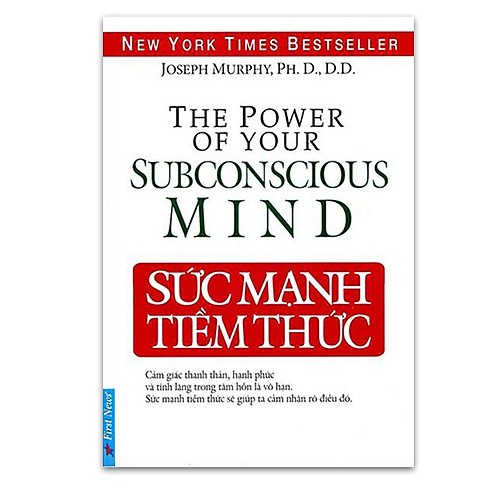 NEW YORK TIMES BESTSELLER
JOSEPH MURPHY, PH. D., D.D.
THE POWER
OF YOUR
SUBCONSCIOUS
MIND
SỨC MẠNH
TIỀM THỨC
Cảm giác thanh thản, hạnh phúc
và tĩnh lặng trong tâm hồn là vô hạn.
Sức mạnh tiềm thức sẽ giúp ta cảm nhận rõ điều đó.
First News